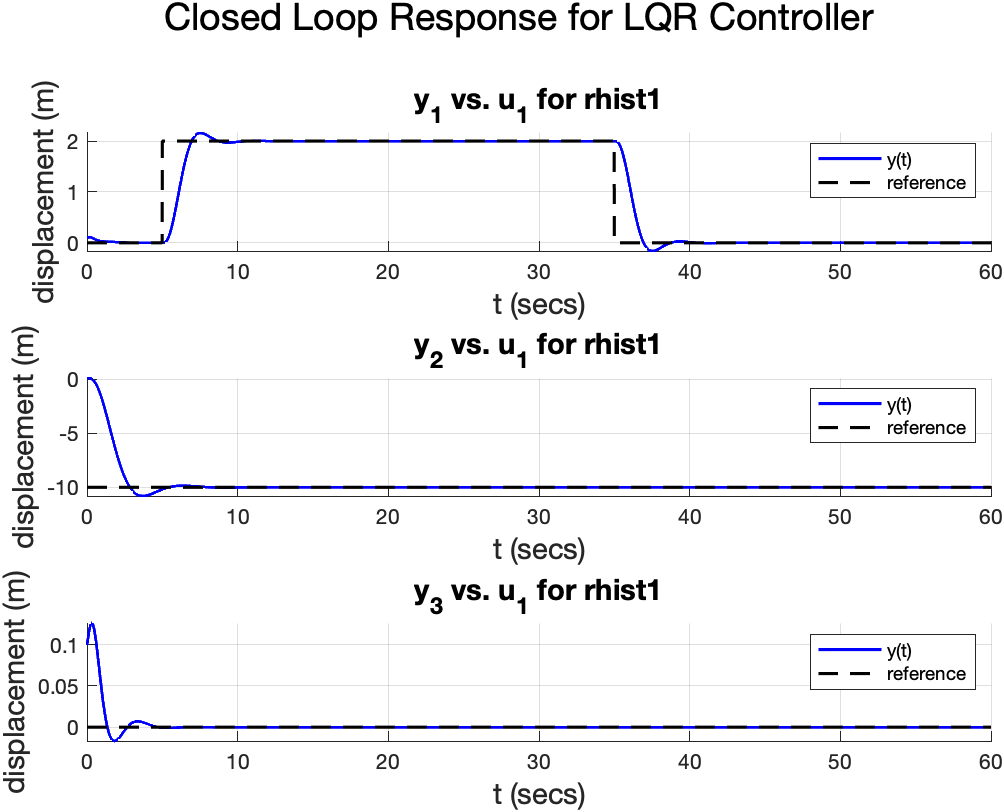 Closed Loop Response for LQR Controller
y1 vs. u1 for rhist1
displacement (m)
2
1
0
y(t)
reference
0 10 20 30 40 50 60
t (secs)
y2 vs. u1 for rhist1
displacement (m)
0
-5
-10
y(t)
reference
0 10 20 30 40 50 60
t (secs)
y3 vs. u1 for rhist1
displacement (m)
0.1
0.05
0
y(t)
reference
0 10 20 30 40 50 60
t (secs)